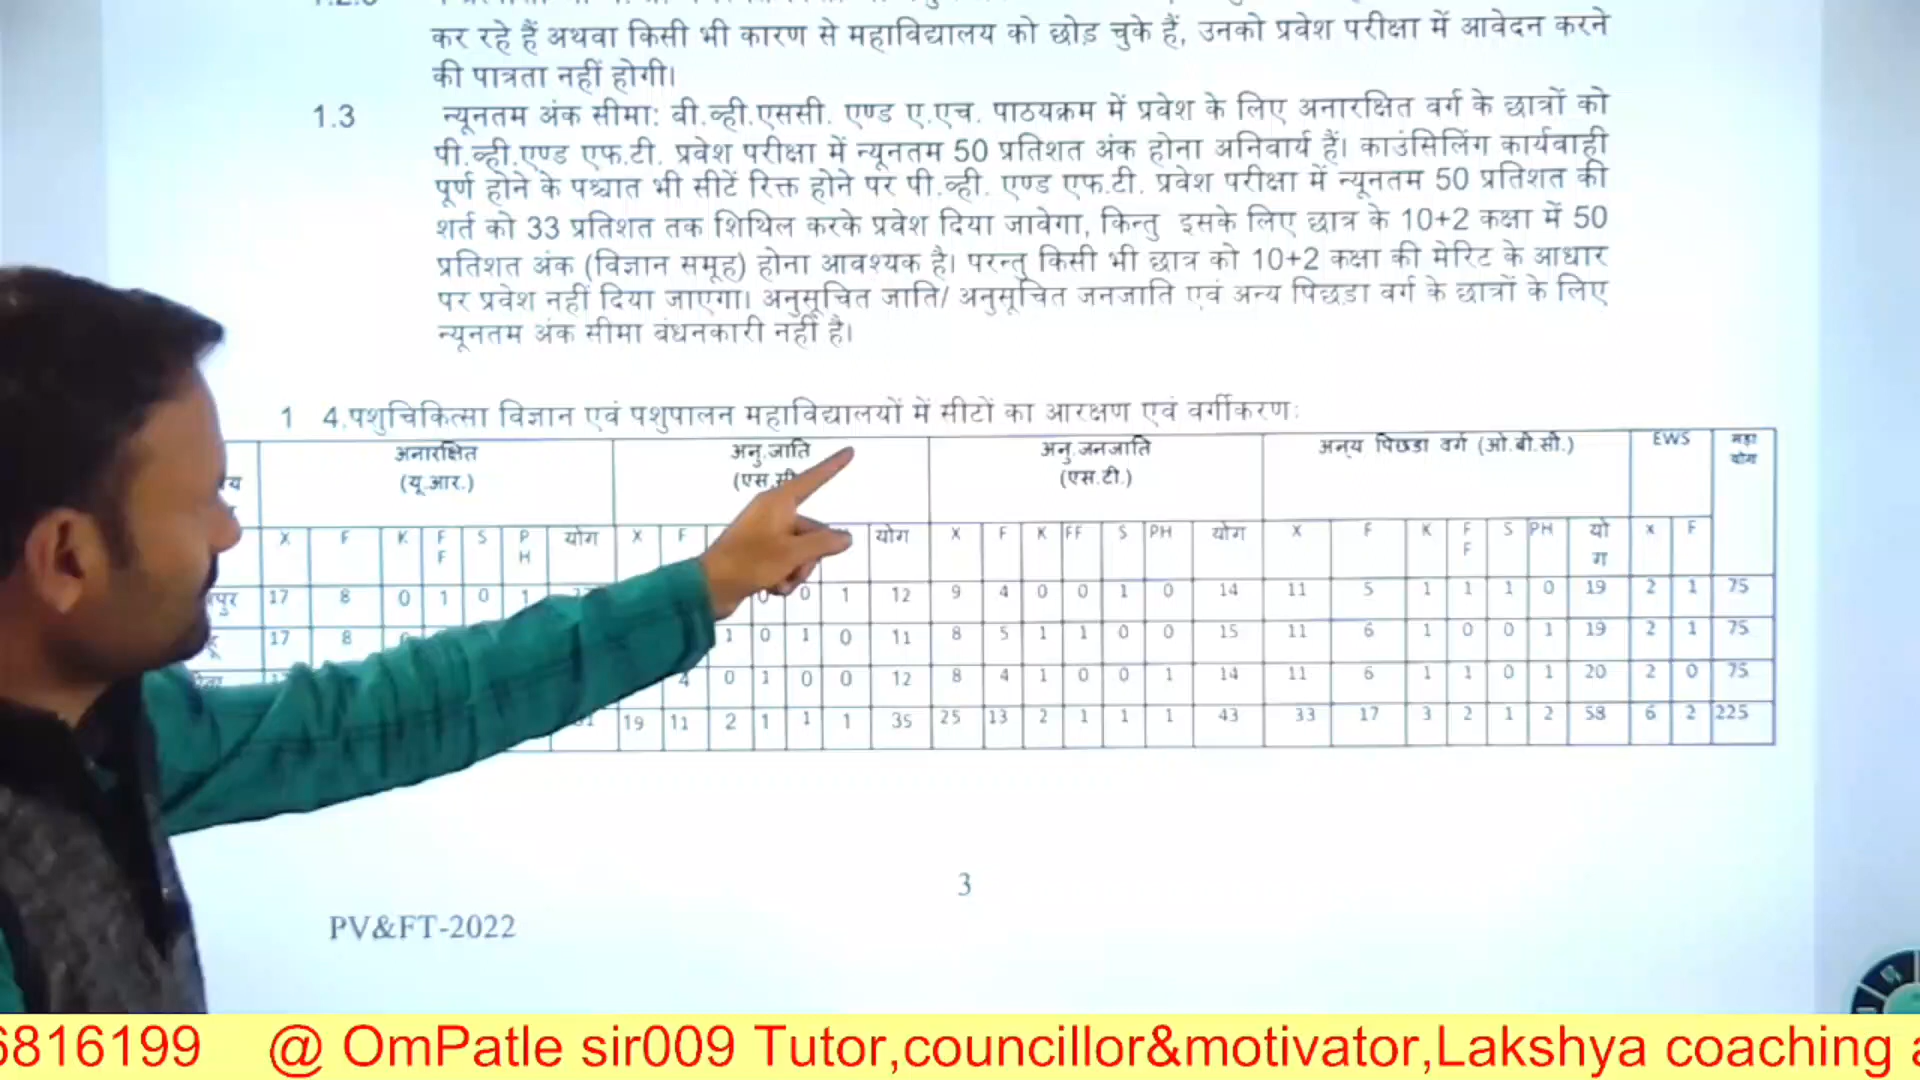 कर रहे हैं अथवा किसी भी कारण से महाविद्यालय को छोड़ चुके हैं, उनको प्रवेश परीक्षा में आवेदन करने
की पात्रता नहीं होगी।
1.3 न्यूनतम अंक सीमा: बी.व्ही.एससी. एण्ड ए.एच. पाठयक्रम में प्रवेश के लिए अनारक्षित वर्ग के छात्रों को
पी.व्ही.एण्ड एफ.टी. प्रवेश परीक्षा में न्यूनतम 50 प्रतिशत अंक होना अनिवार्य हैं। काउंसिलिंग कार्यवाही
पूर्ण होने के पश्चात भी सीटें रिक्त होने पर पी.व्ही. एण्ड एफ.टी. प्रवेश परीक्षा में न्यूनतम 50 प्रतिशत की
शर्त को 33 प्रतिशत तक शिथिल करके प्रवेश दिया जावेगा, किन्तु इसके लिए छात्र के 10+2 कक्षा में 50
प्रतिशत अंक (विज्ञान समूह) होना आवश्यक है। परन्तु किसी भी छात्र को 10+2 कक्षा की मेरिट के आधार
पर प्रवेश नहीं दिया जाएगा। अनुसूचित जाति/ अनुसूचित जनजाति एवं अन्य पिछड़ा वर्ग के छात्रों के लिए
न्यूनतम अंक सीमा बंधनकारी नहीं है।
1 4.पशुचिकित्सा विज्ञान एवं पशुपालन महाविद्यालयों में सीटों का आरक्षण एवं वर्गीकरण:
अनारक्षित अनु.जाति अनु.जनजाति अन्य पिछडा वर्ग (ओ.बी.सी.) EWS महा
(यू.आर.) (एस.टी.) योग
X F K F S P योग X F योग X F K FF S PH योग X F K F S PH यो x F
F H F ग
17 8 0 1 0 1 0 1 12 9 4 0 0 1 0 14 11 5 1 1 1 0 19 2 1 75
17 8 1 0 1 0 11 8 5 1 1 0 0 15 11 6 1 0 0 1 19 2 1 75
4 0 1 0 0 12 8 4 1 0 0 1 14 11 6 1 1 0 1 20 2 0 75
19 11 2 1 1 1 35 25 13 2 1 1 1 43 33 17 3 2 1 2 58 6 2 225
3
PV&FT-2022
6816199 @ OmPatle sir009 Tutor,councillor&motivator,Lakshya coaching